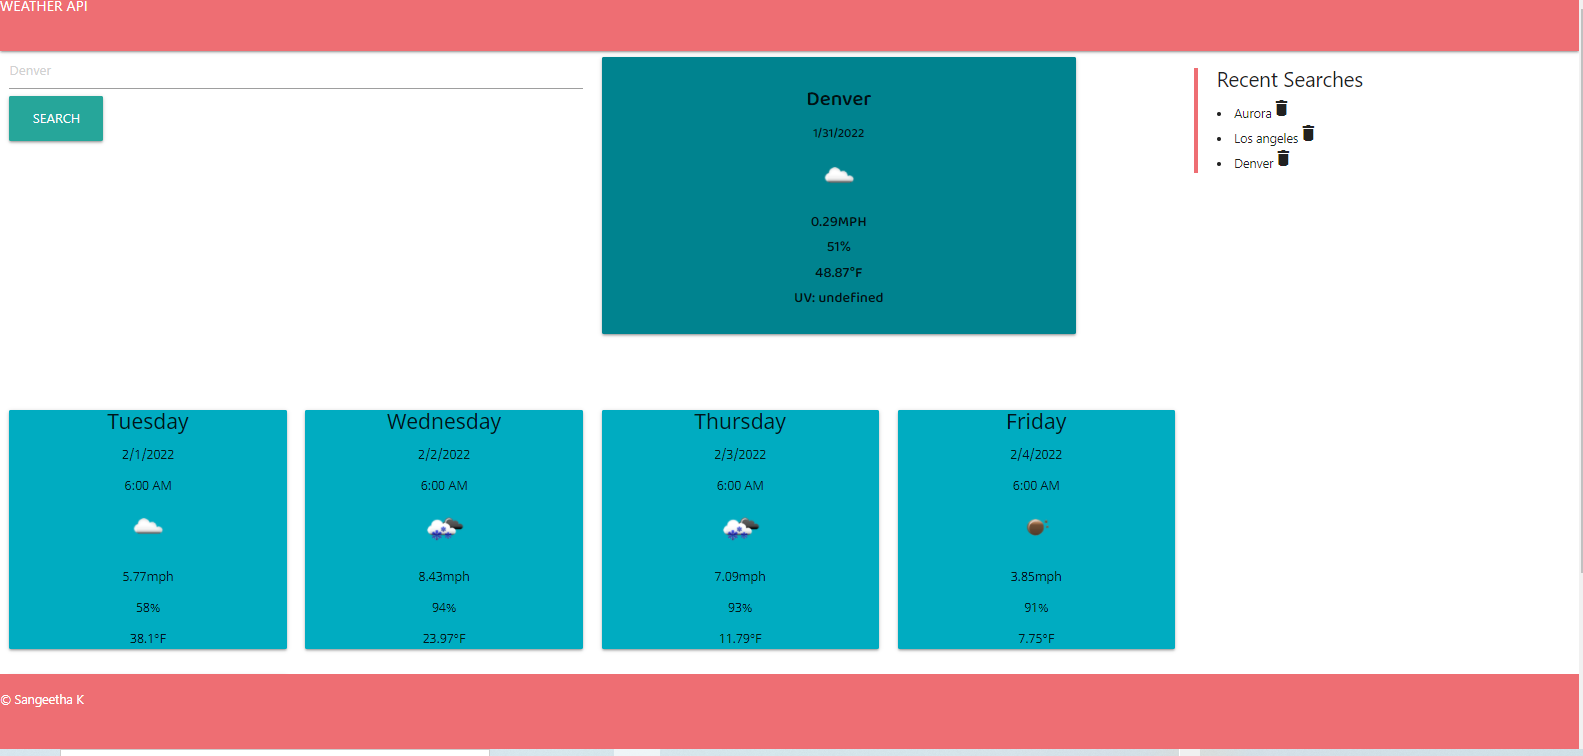 WEATHER API
Denver
SEARCH
Denver
1/31/2022
0.29MPH
51%
48.87°F
UV: undefined
Recent Searches
Aurora
Los angeles
Denver
Tuesday
2/1/2022
6:00 AM
5.77mph
58%
38.1°F
Wednesday
2/2/2022
6:00 AM
8.43mph
94%
23.97°F
Thursday
2/3/2022
6:00 AM
7.09mph
93%
11.79°F
Friday
2/4/2022
6:00 AM
3.85mph
91%
7.75°F
© Sangeetha K